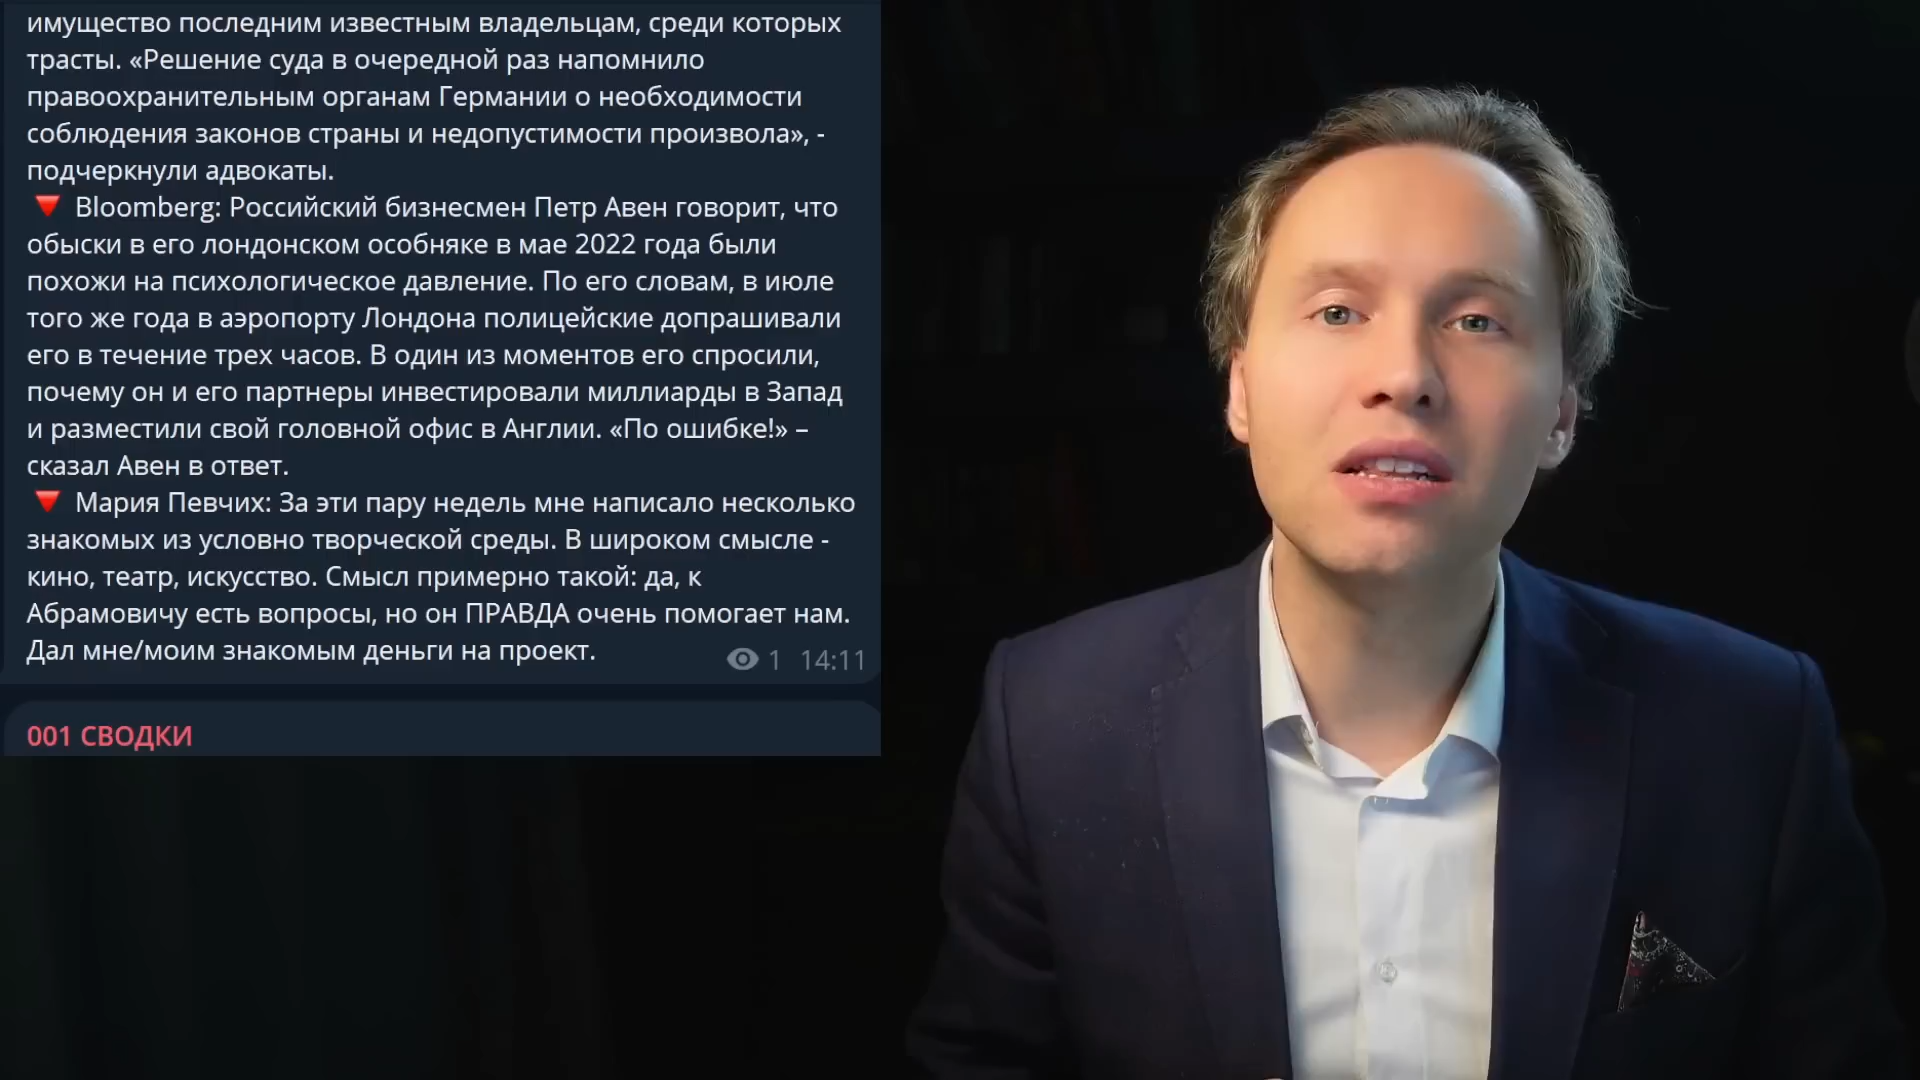 имущество последним известным владельцам, среди которых
трасты. «Решение суда в очередной раз напомнило
правоохранительным органам Германии о необходимости
соблюдения законов страны и недопустимости произвола», -
подчеркнули адвокаты.
🔻 Bloomberg: Российский бизнесмен Петр Авен говорит, что
обыски в его лондонском особняке в мае 2022 года были
похожи на психологическое давление. По его словам, в июле
того же года в аэропорту Лондона полицейские допрашивали
его в течение трех часов. В один из моментов его спросили,
почему он и его партнеры инвестировали миллиарды в Запад
и разместили свой головной офис в Англии. «По ошибке!» –
сказал Авен в ответ.
🔻 Мария Певчих: За эти пару недель мне написало несколько
знакомых из условно творческой среды. В широком смысле -
кино, театр, искусство. Смысл примерно такой: да, к
Абрамовичу есть вопросы, но он ПРАВДА очень помогает нам.
Дал мне/моим знакомым деньги на проект.
1 14:11
001 СВОДКИ